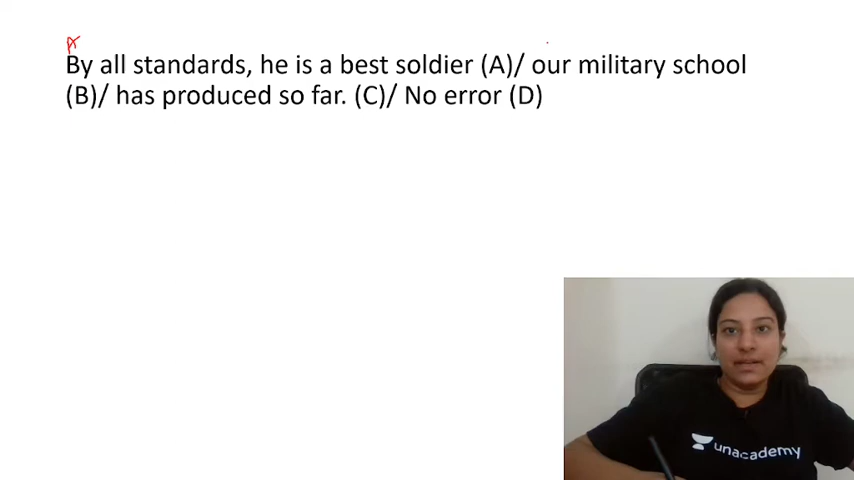 By all standards, he is a best soldier (A)/ our military school
(B)/ has produced so far. (C)/ No error (D)
unacademy